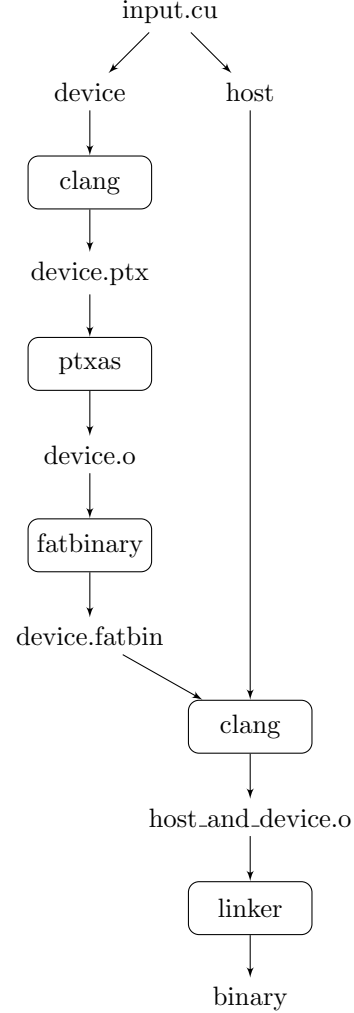 input.cu
device
host
clang
device.ptx
ptxas
device.o
fatbinary
device.fatbin
clang
host_and_device.o
linker
binary